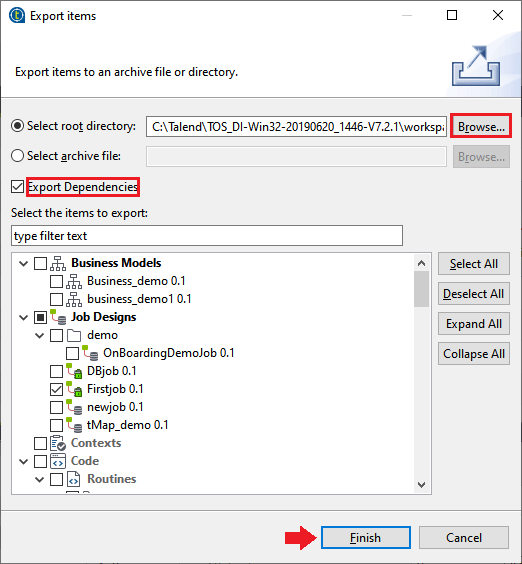 Export items
Export items to an archive file or directory.
Select root directory: C:\Talend\TOS_DI-Win32-20190620_1446-V7.2.1\workspa Browse...
Select archive file: Browse...
Export Dependencies
Select the items to export:
type filter text
Business Models
Business_demo 0.1
business_demo1 0.1
Job Designs
demo
OnBoardingDemoJob 0.1
DBjob 0.1
Firstjob 0.1
newjob 0.1
tMap_demo 0.1
Contexts
Code
Routines
Select All
Deselect All
Expand All
Collapse All
Finish
Cancel